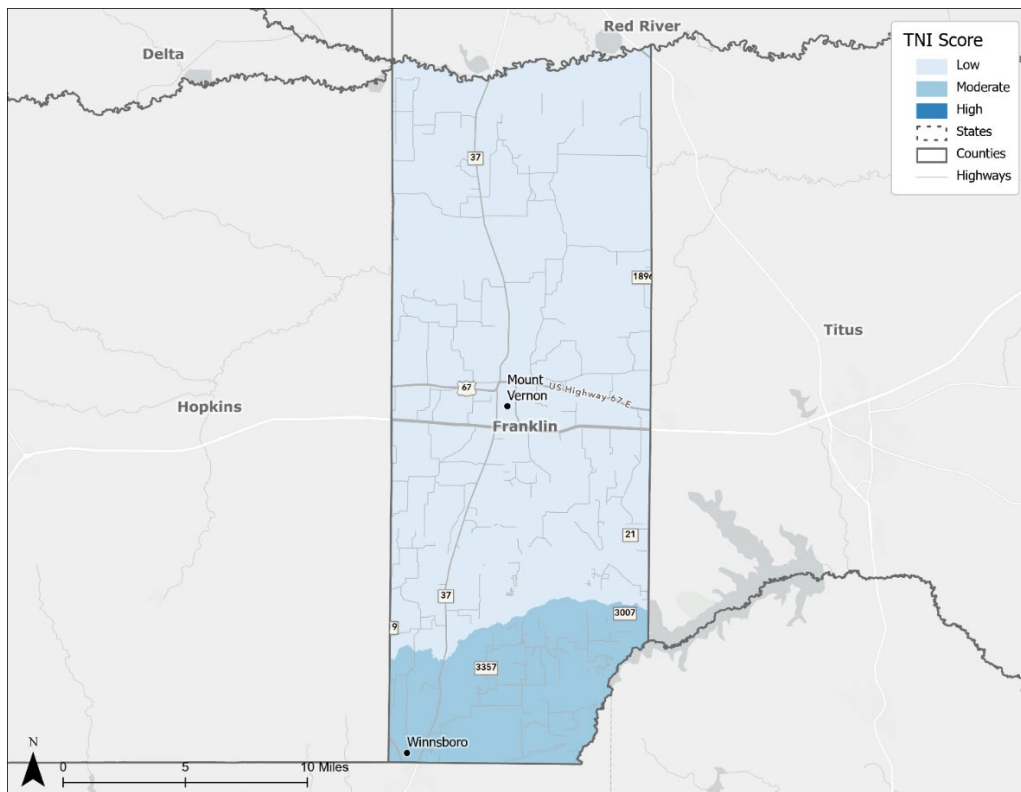 Red River
Delta
TNI Score
Low
Moderate
High
States
Counties
Highways
37
1896
Titus
67
Mount
Vernon
US Highway 67 E
Hopkins
Franklin
21
37
3007
9
3357
Winnsboro
N
0
5
10 Miles